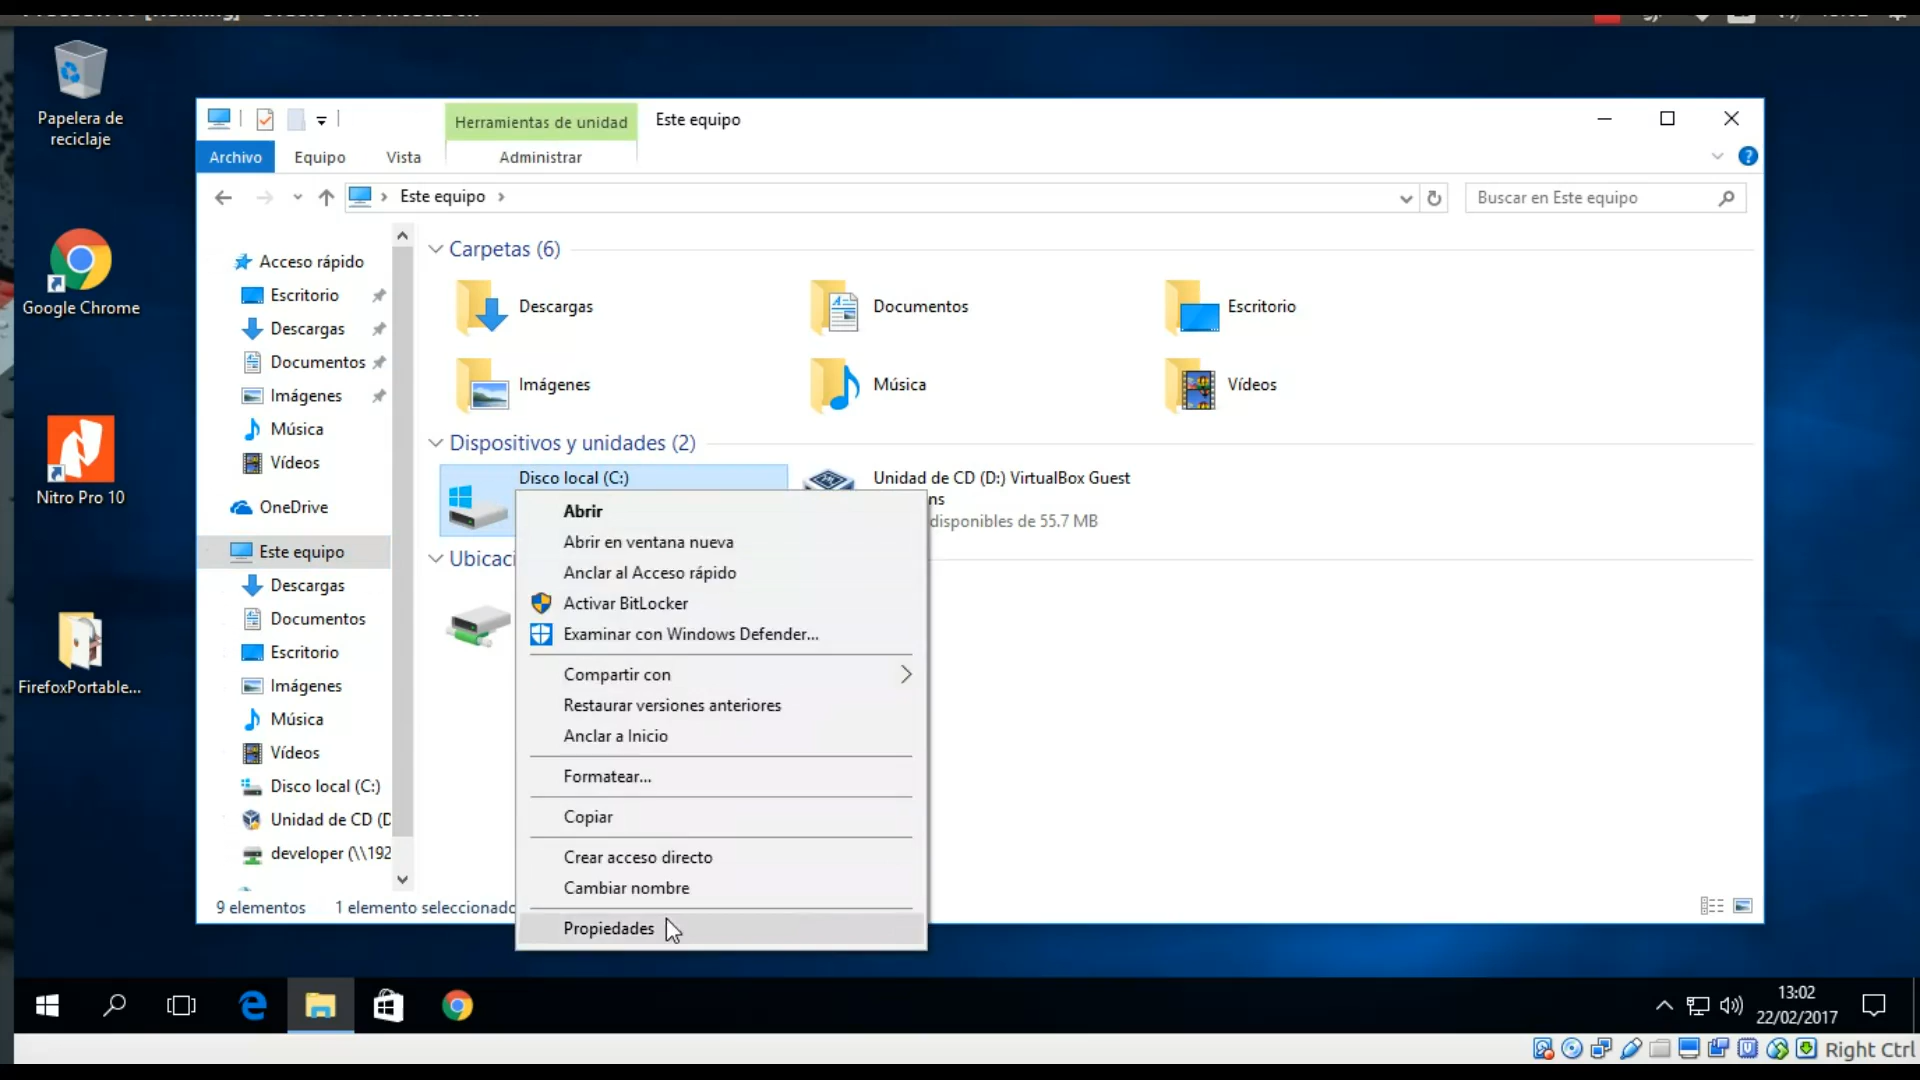 Papelera de
reciclaje
Google Chrome
Nitro Pro 10
FirefoxPortable...
Herramientas de unidad
Este equipo
Archivo
Equipo
Vista
Administrar
Este equipo
Buscar en Este equipo
Acceso rápido
Escritorio
Descargas
Documentos
Imágenes
Música
Vídeos
OneDrive
Este equipo
Descargas
Documentos
Escritorio
Imágenes
Música
Vídeos
Disco local (C:)
Unidad de CD (D
developer (\\192
Carpetas (6)
Descargas
Documentos
Escritorio
Imágenes
Música
Vídeos
Dispositivos y unidades (2)
Disco local (C:)
Unidad de CD (D:) VirtualBox Guest
ns
disponibles de 55.7 MB
Ubicaci
Abrir
Abrir en ventana nueva
Anclar al Acceso rápido
Activar BitLocker
Examinar con Windows Defender...
Compartir con
Restaurar versiones anteriores
Anclar a Inicio
Formatear...
Copiar
Crear acceso directo
Cambiar nombre
Propiedades
9 elementos
1 elemento seleccionado
13:02
22/02/2017
Right Ctrl